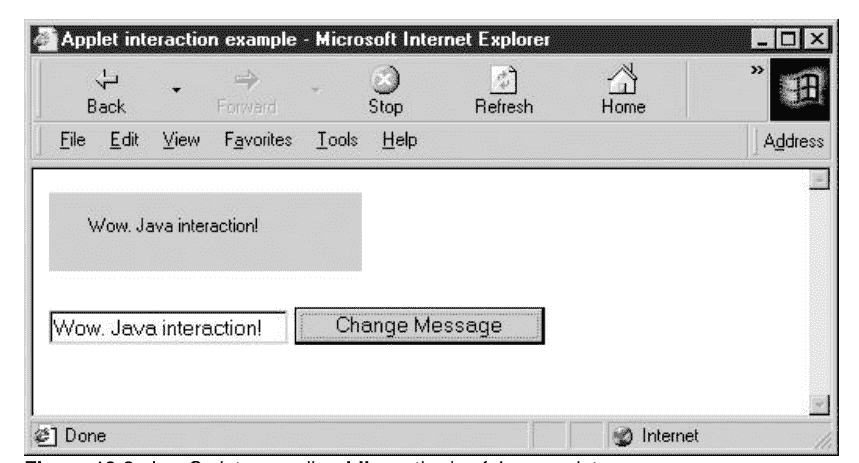 Applet interaction example - Microsoft Internet Explorer
Back Forward Stop Refresh Home »
File Edit View Favorites Tools Help Address
Wow. Java interaction!
Wow. Java interaction! Change Message
Done Internet